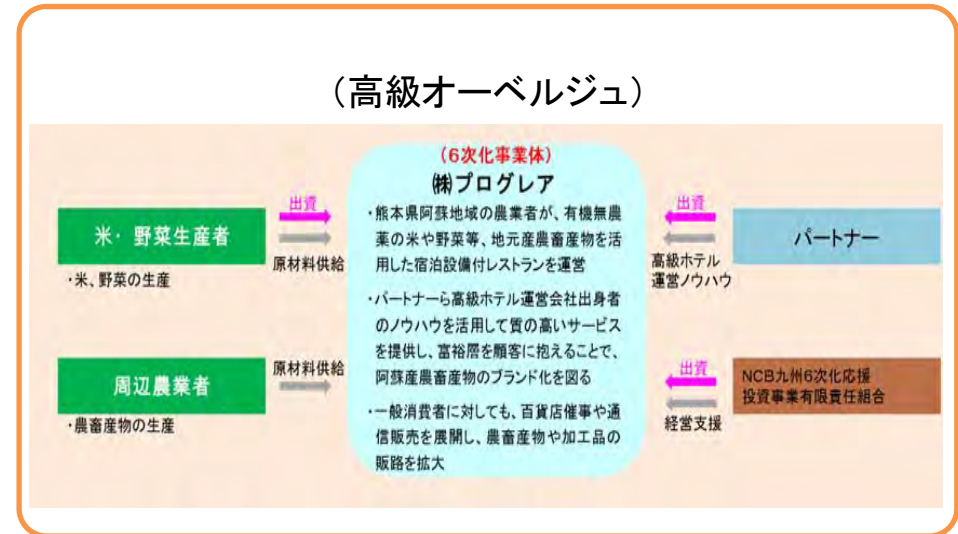 （高級オーベルジュ）
（6次化事業体）
㈱プログレア
・熊本県阿蘇地域の農業者が、有機無農
薬の米や野菜等、地元産農畜産物を活
用した宿泊設備付レストランを運営
・パートナーら高級ホテル運営会社出身者
のノウハウを活用して質の高いサービス
を提供し、富裕層を顧客に抱えることで、
阿蘇産農畜産物のブランド化を図る
・一般消費者に対しても、百貨店催事や通
信販売を展開し、農畜産物や加工品の
販路を拡大
米・野菜生産者
・米、野菜の生産
出資
原材料供給
周辺農業者
・農畜産物の生産
原材料供給
出資
高級ホテル
運営ノウハウ
パートナー
出資
経営支援
NCB九州6次化応援
投資事業有限責任組合